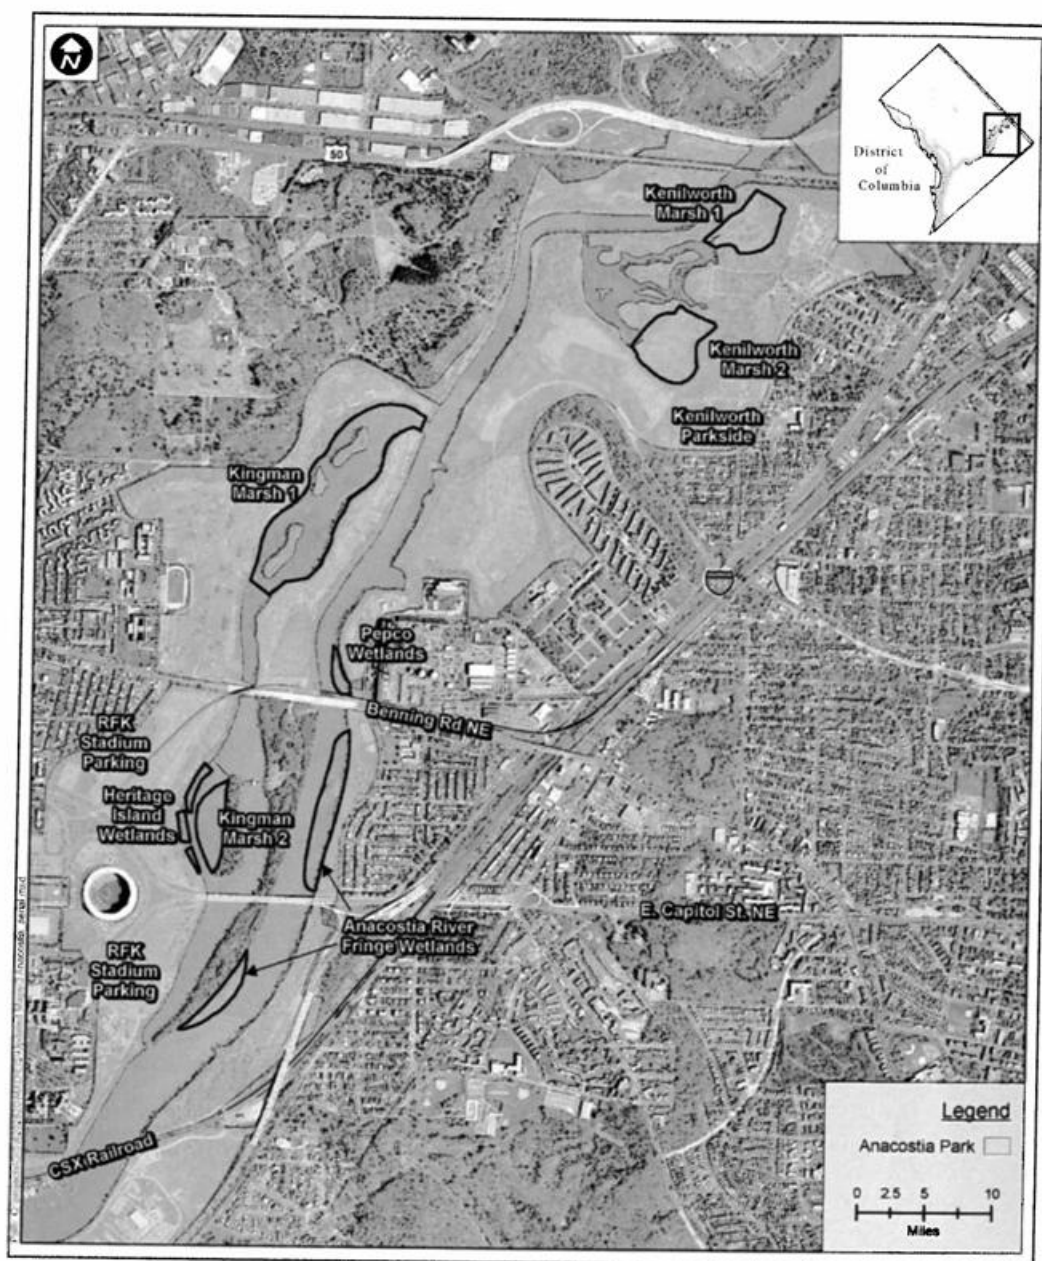 N
District
of
Columbia
50
Kenilworth
Marsh 1
Kenilworth
Marsh 2
Kenilworth
Parkside
Kingman
Marsh 1
Pepco
Wetlands
Benning Rd NE
RFK
Stadium
Parking
Heritage
Island
Wetlands
Kingman
Marsh 2
E. Capitol St. NE
Anacostia River
Fringe Wetlands
RFK
Stadium
Parking
CSX Railroad
Legend
Anacostia Park
0 2.5 5 10
Miles